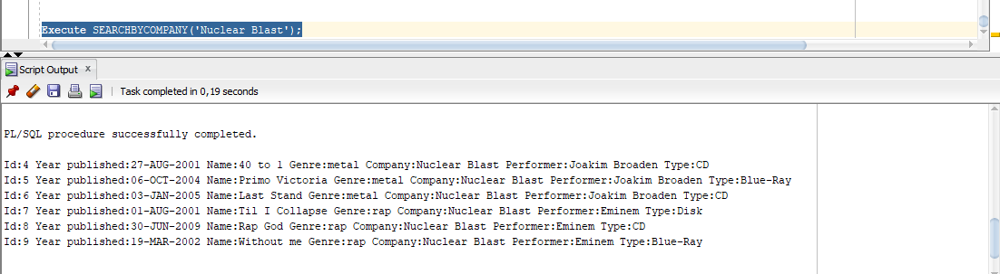 Execute SEARCHBYCOMPANY('Nuclear Blast');
Script Output x
Task completed in 0,19 seconds
PL/SQL procedure successfully completed.
Id:4 Year published:27-AUG-2001 Name:40 to 1 Genre:metal Company:Nuclear Blast Performer:Joakim Broaden Type:CD
Id:5 Year published:06-OCT-2004 Name:Primo Victoria Genre:metal Company:Nuclear Blast Performer:Joakim Broaden Type:Blue-Ray
Id:6 Year published:03-JAN-2005 Name:Last Stand Genre:metal Company:Nuclear Blast Performer:Joakim Broaden Type:CD
Id:7 Year published:01-AUG-2001 Name:Til I Collapse Genre:rap Company:Nuclear Blast Performer:Eminem Type:Disk
Id:8 Year published:30-JUN-2009 Name:Rap God Genre:rap Company:Nuclear Blast Performer:Eminem Type:CD
Id:9 Year published:19-MAR-2002 Name:Without me Genre:rap Company:Nuclear Blast Performer:Eminem Type:Blue-Ray